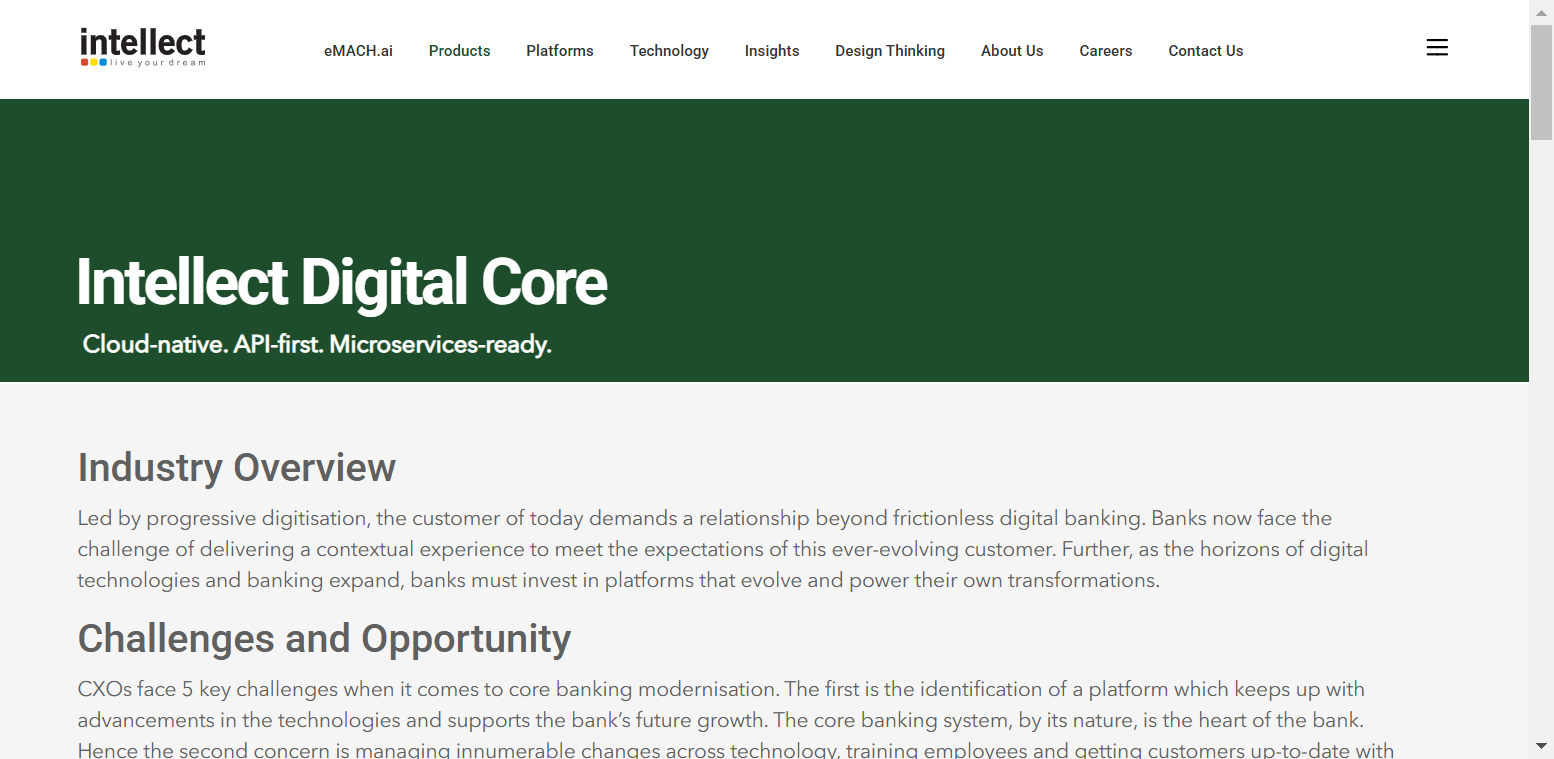 intellect
live your dream
eMACH.ai Products Platforms Technology Insights Design Thinking About Us Careers Contact Us
Intellect Digital Core
Cloud-native. API-first. Microservices-ready.
Industry Overview
Led by progressive digitisation, the customer of today demands a relationship beyond frictionless digital banking. Banks now face the
challenge of delivering a contextual experience to meet the expectations of this ever-evolving customer. Further, as the horizons of digital
technologies and banking expand, banks must invest in platforms that evolve and power their own transformations.
Challenges and Opportunity
CXOs face 5 key challenges when it comes to core banking modernisation. The first is the identification of a platform which keeps up with
advancements in the technologies and supports the bank’s future growth. The core banking system, by its nature, is the heart of the bank.
Hence the second concern is managing innumerable changes across technology, training employees and getting customers up-to-date with